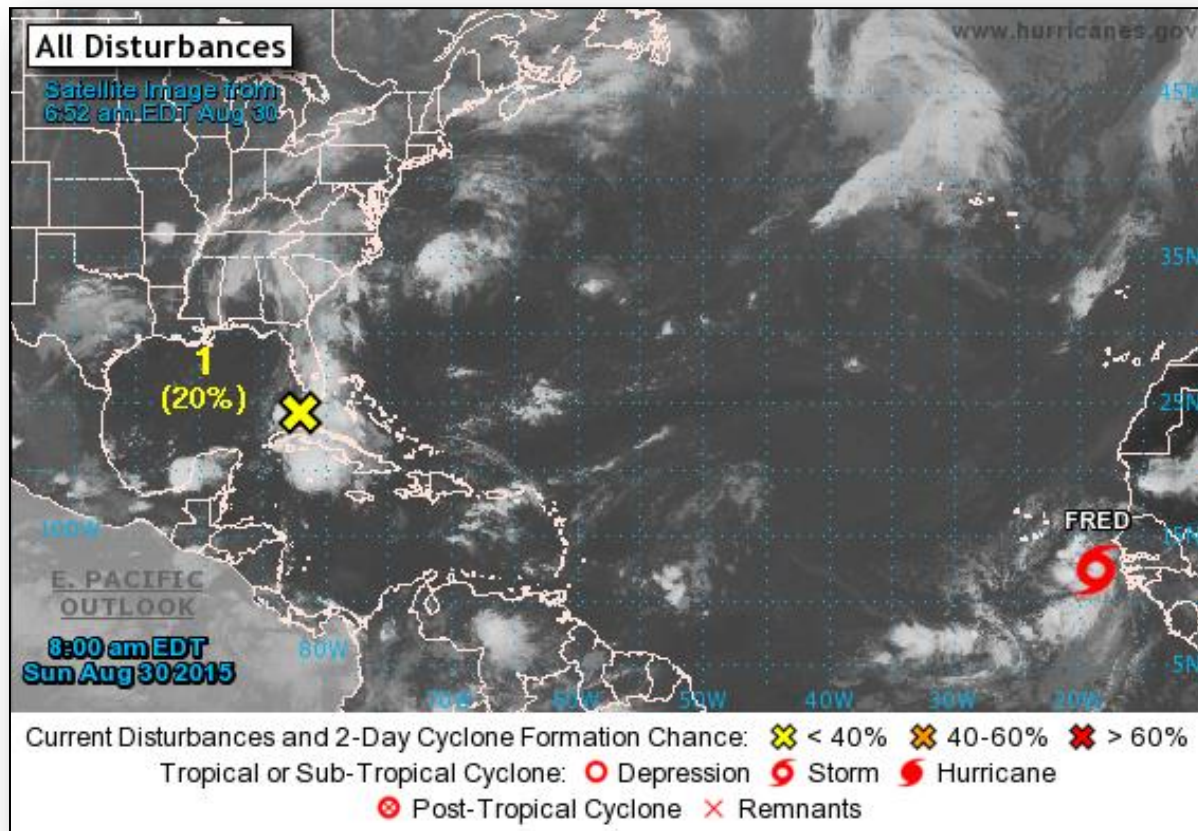 All Disturbances
www.hurricanes.gov
Satellite Image from
6:52 am EDT Aug 30
45N
35N
1
(20%)
25N
FRED
100W
15N
E. PACIFIC
OUTLOOK
8:00 am EDT
Sun Aug 30 2015
80W
5N
70W 60W 50W 40W 30W 20W
Current Disturbances and 2-Day Cyclone Formation Chance: < 40% 40-60% > 60%
Tropical or Sub-Tropical Cyclone: Depression Storm Hurricane
Post-Tropical Cyclone Remnants